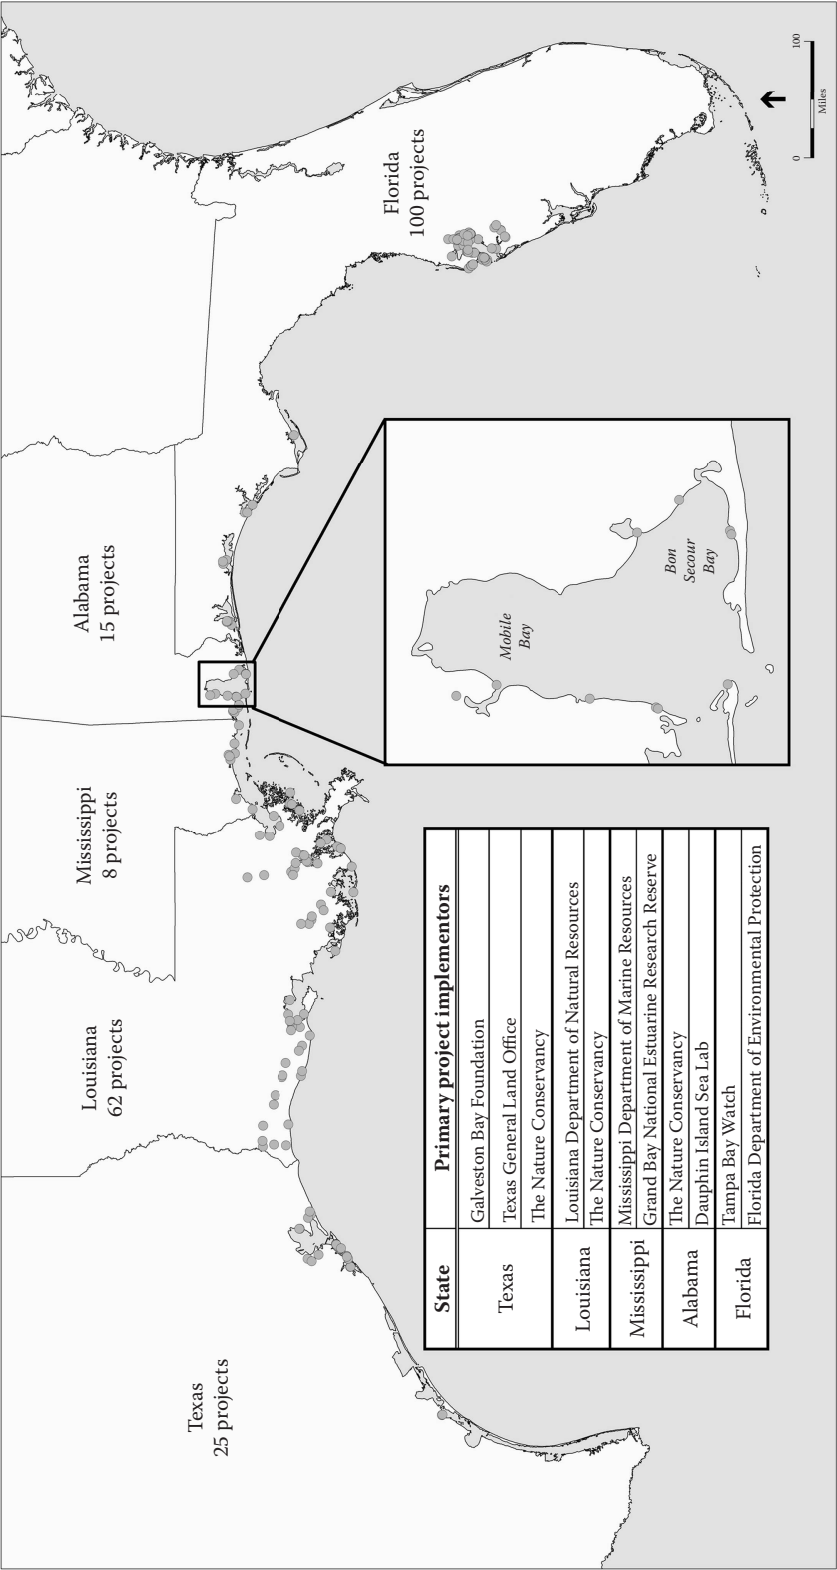 Texas
25 projects
Louisiana
62 projects
Mississippi
8 projects
Alabama
15 projects
Florida
100 projects
State Primary project implementors
Texas
Galveston Bay Foundation
Texas General Land Office
The Nature Conservancy
Louisiana
Louisiana Department of Natural Resources
The Nature Conservancy
Mississippi
Mississippi Department of Marine Resources
Grand Bay National Estuarine Research Reserve
Alabama
The Nature Conservancy
Dauphin Island Sea Lab
Florida
Tampa Bay Watch
Florida Department of Environmental Protection
Mobile
Bay
Bon
Secour
Bay
0 100
Miles